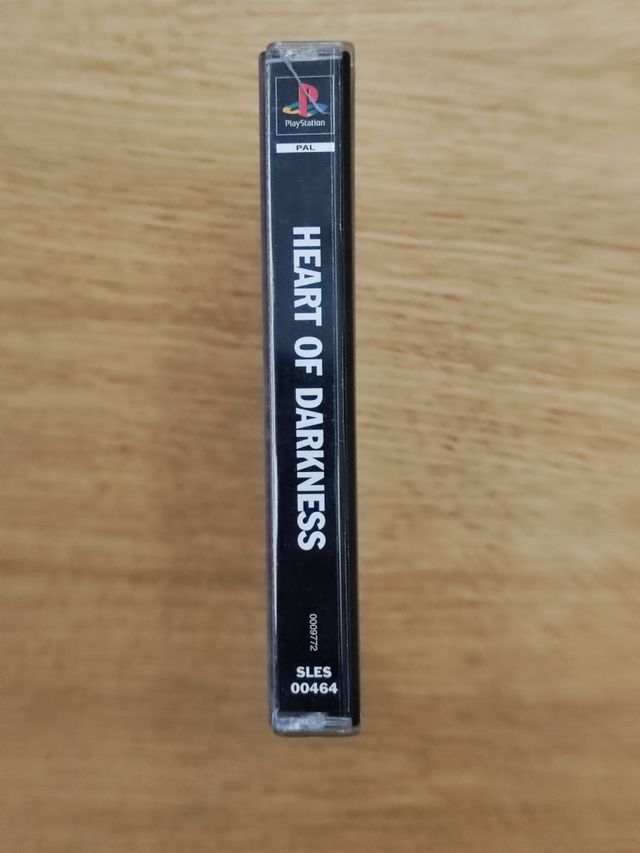 PlayStation
PAL
HEART OF DARKNESS
0009772
SLES
00464